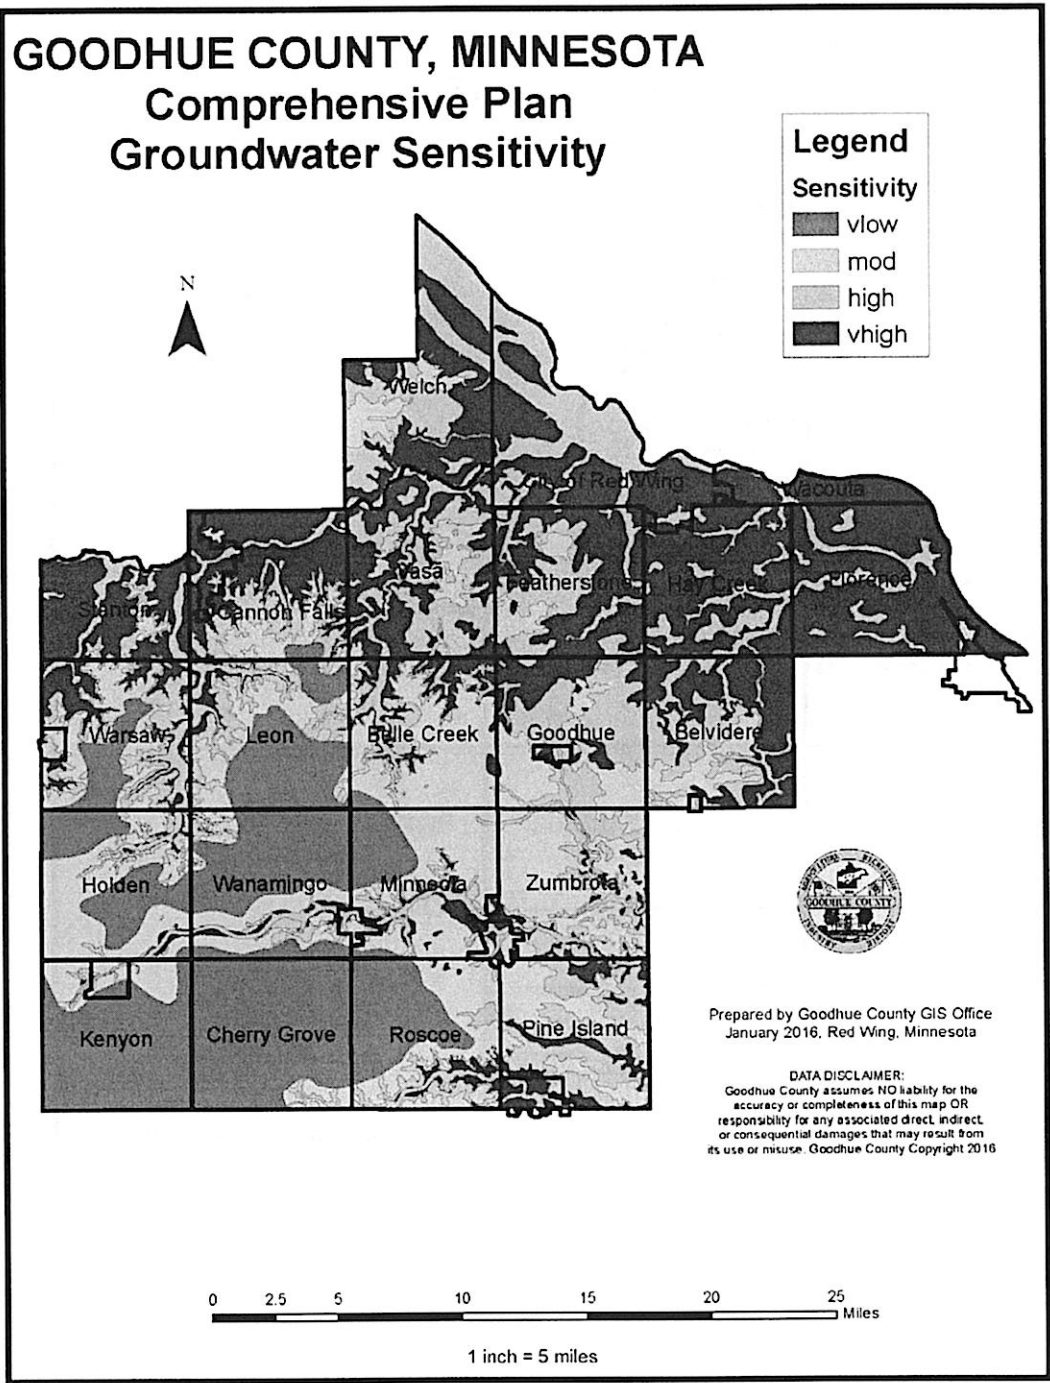 GOODHUE COUNTY, MINNESOTA
Comprehensive Plan
Groundwater Sensitivity
Legend
Sensitivity
vlow
mod
high
vhigh
N
Welch
City of Red Wing
Wacouta
Vasa
Featherstone
Hay Creek
Florence
Stanton
Cannon Falls
Warsaw
Leon
Belle Creek
Goodhue
Belvidere
Holden
Wanamingo
Minneola
Zumbrota
GOODHUE COUNTY
HISTORY
Kenyon
Cherry Grove
Roscoe
Pine Island
Prepared by Goodhue County GIS Office
January 2016, Red Wing, Minnesota
DATA DISCLAIMER:
Goodhue County assumes NO liability for the
accuracy or completeness of this map OR
responsibility for any associated direct, indirect,
or consequential damages that may result from
its use or misuse. Goodhue County Copyright 2016
0 2.5 5 10 15 20 25
Miles
1 inch = 5 miles